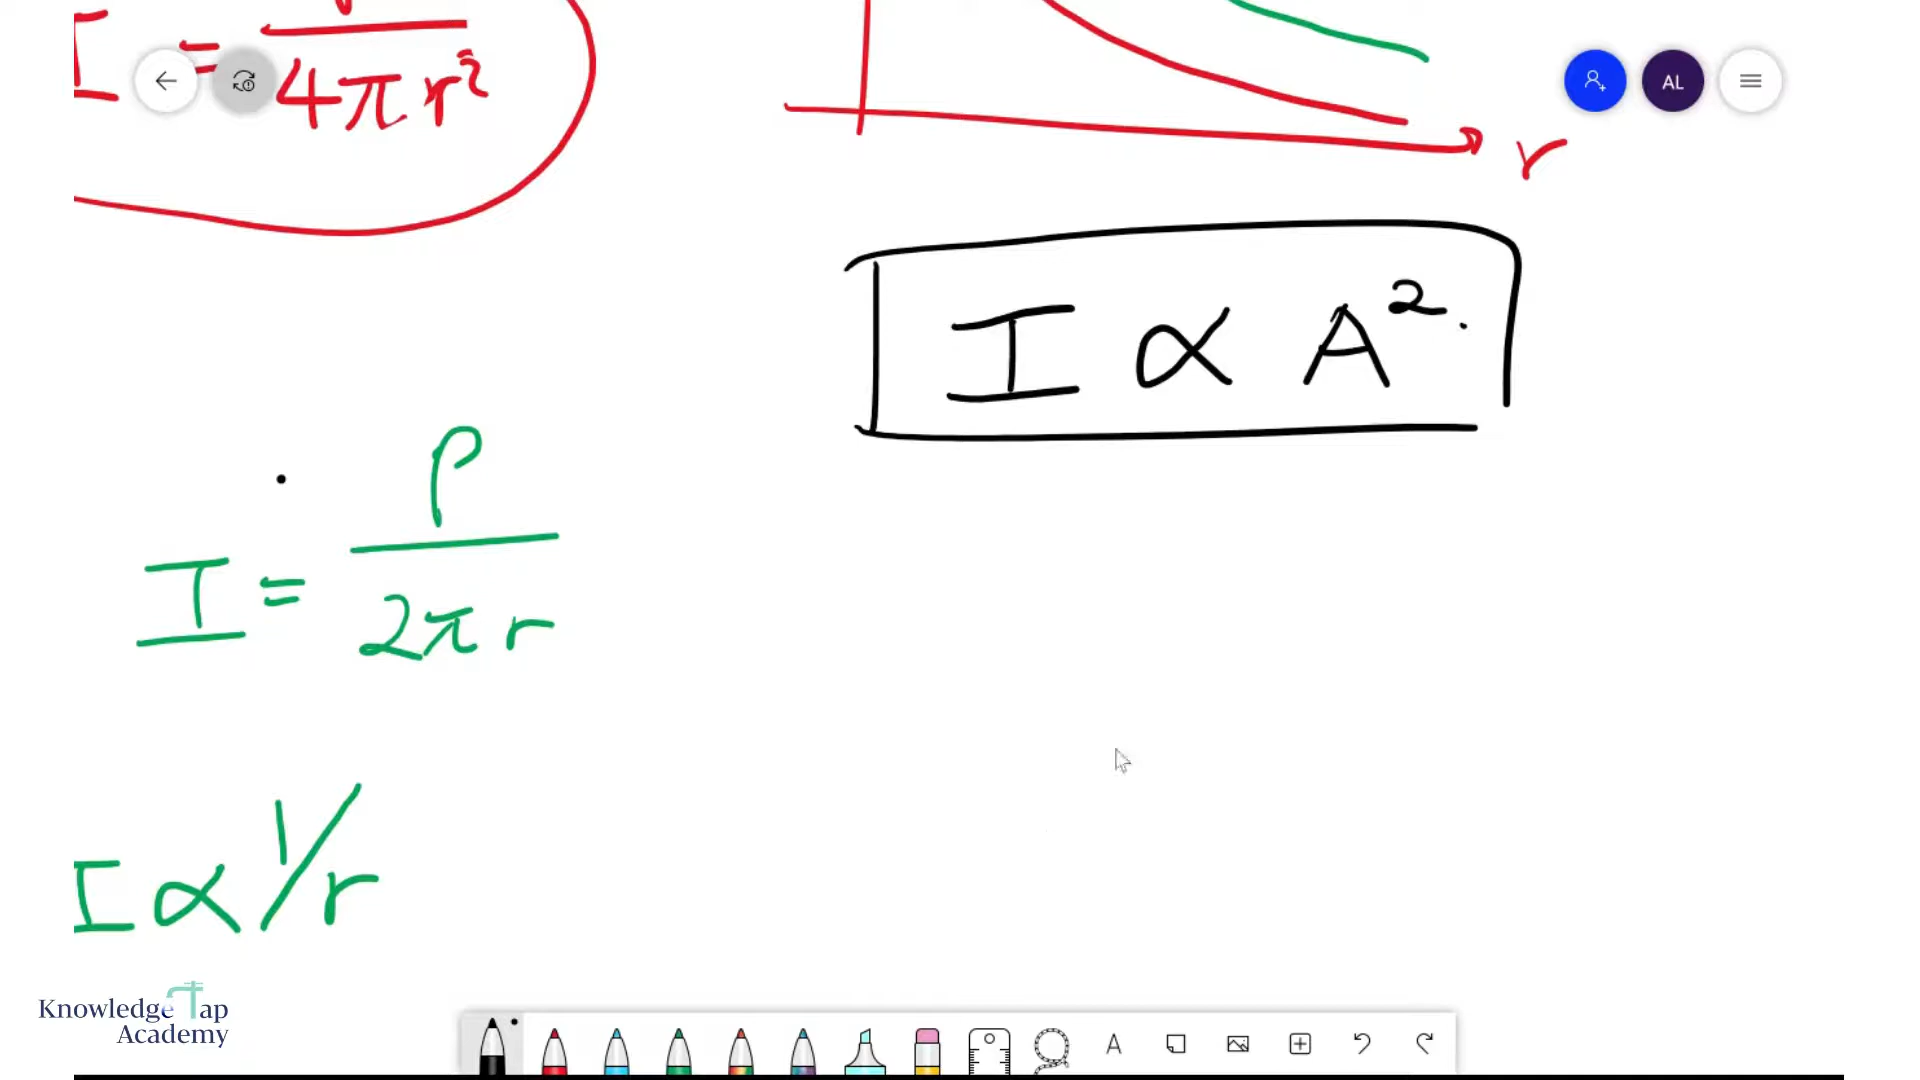 I = P
4πr²
r
AL
I ∝ A².
I = P
2πr
I ∝ 1/r
Knowledge Tap
Academy
A